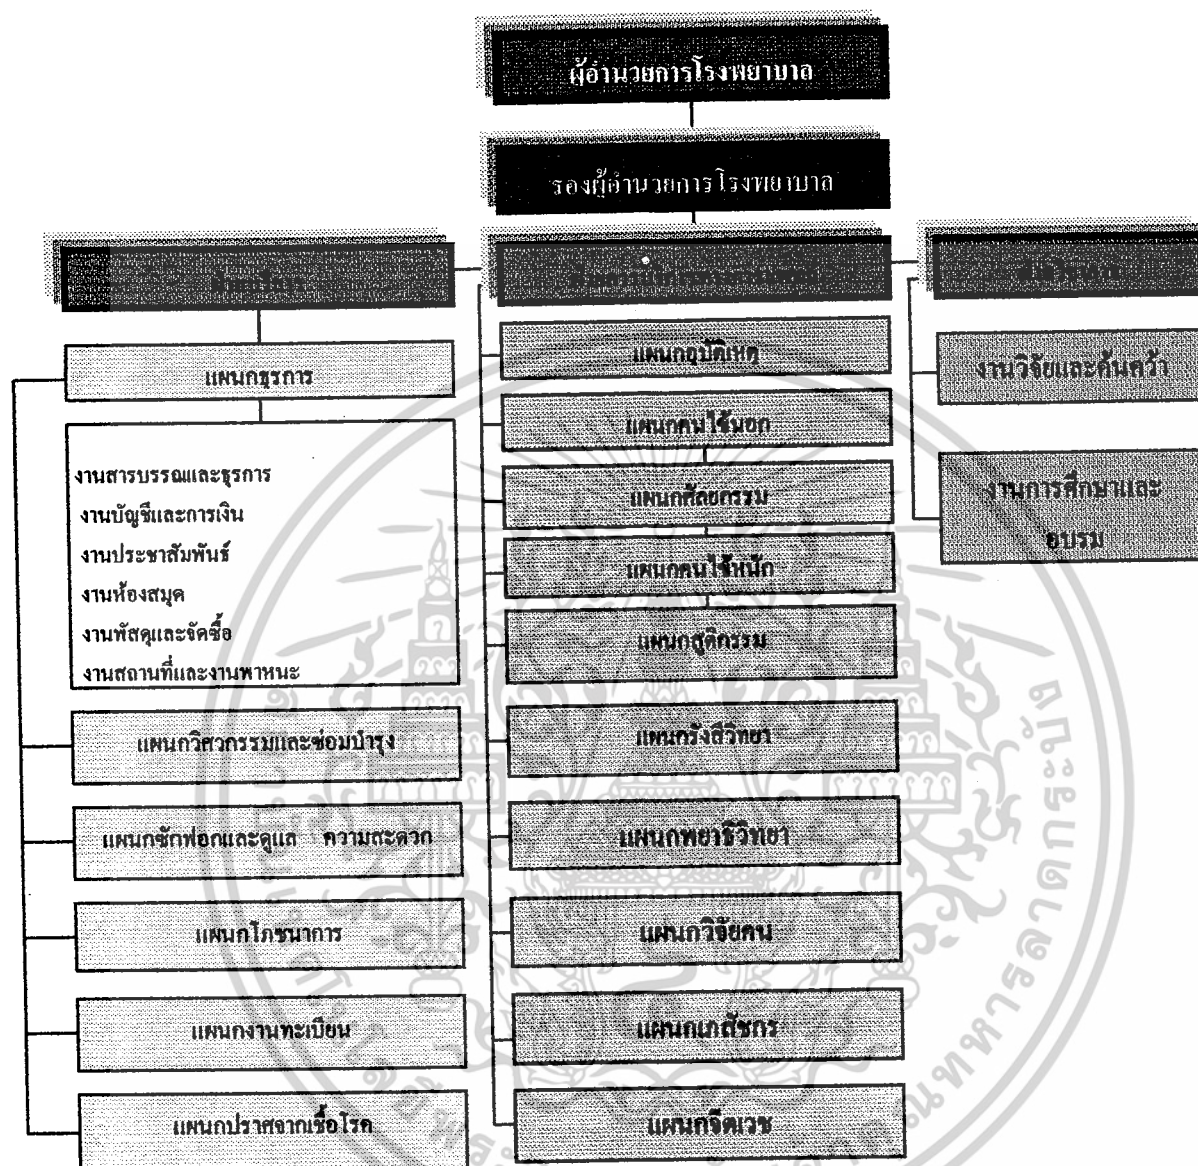 ผู้อำนวยการโรงพยาบาล
รองผู้อำนวยการโรงพยาบาล
แผนกธุรการ
งานสารบรรณและธุรการ
งานบัญชีและการเงิน
งานประชาสัมพันธ์
งานห้องสมุด
งานพัสดุและจัดซื้อ
งานสถานที่และงานพาหนะ
แผนกวิศวกรรมและซ่อมบำรุง
แผนกซักฟอกและดูแล ความสะดวก
แผนกโภชนาการ
แผนกงานทะเบียน
แผนกปราศจากเชื้อโรค
แผนกอุบัติเหตุ
แผนกคนไข้นอก
แผนกศัลยกรรม
แผนกคนไข้หนัก
แผนกสูติกรรม
แผนกรังสีวิทยา
แผนกพยาธิวิทยา
แผนกวิจัยคน
แผนกเภสัชกร
แผนกจิตเวช
งานวิจัยและค้นคว้า
งานการศึกษาและ
อบรม